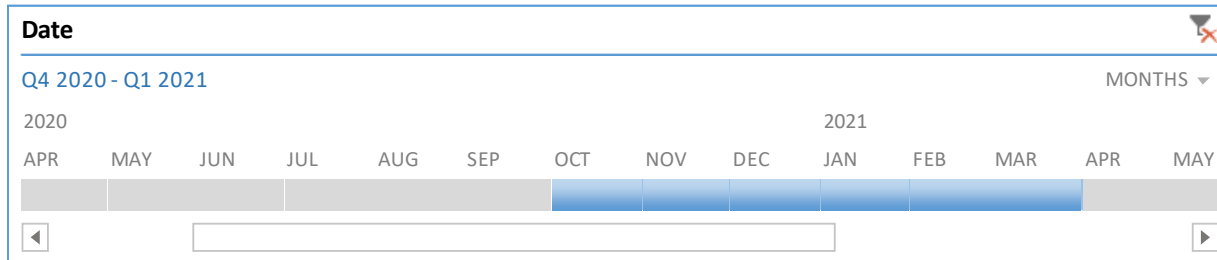 Date
Q4 2020 - Q1 2021 MONTHS
2020 2021
APR MAY JUN JUL AUG SEP OCT NOV DEC JAN FEB MAR APR MAY